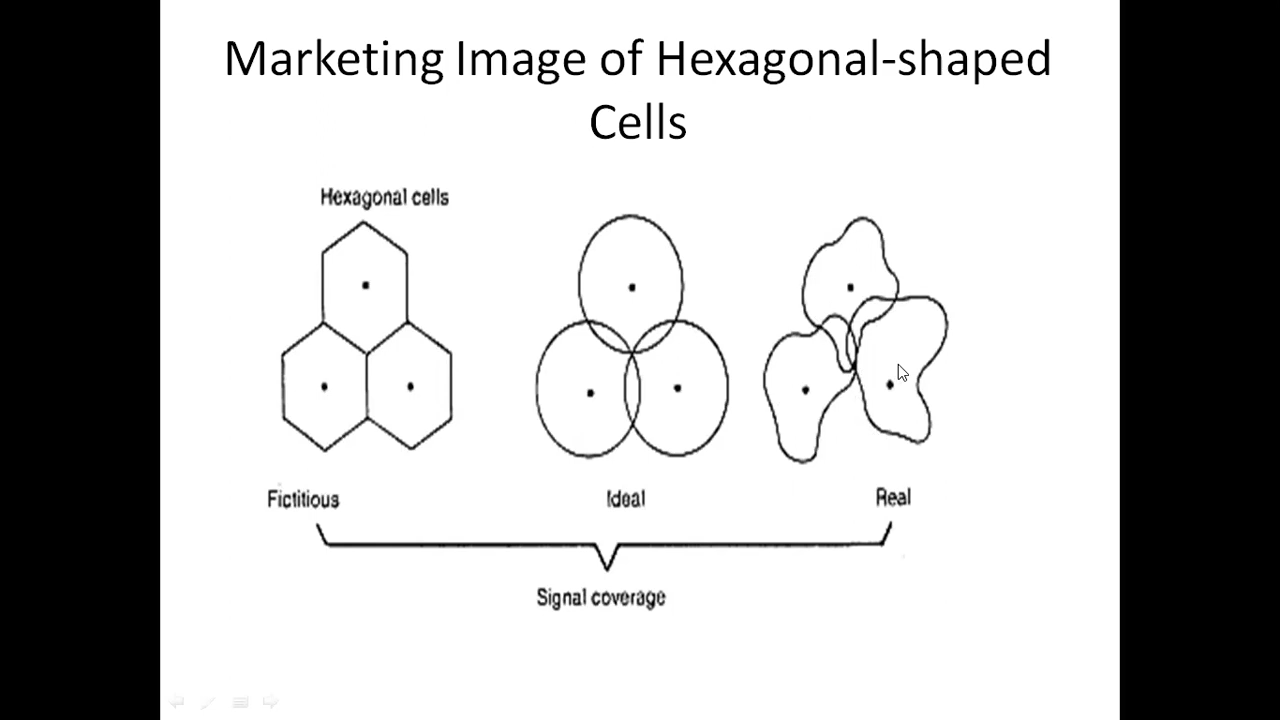 Marketing Image of Hexagonal-shaped
Cells
Hexagonal cells
Fictitious
Ideal
Real
Signal coverage